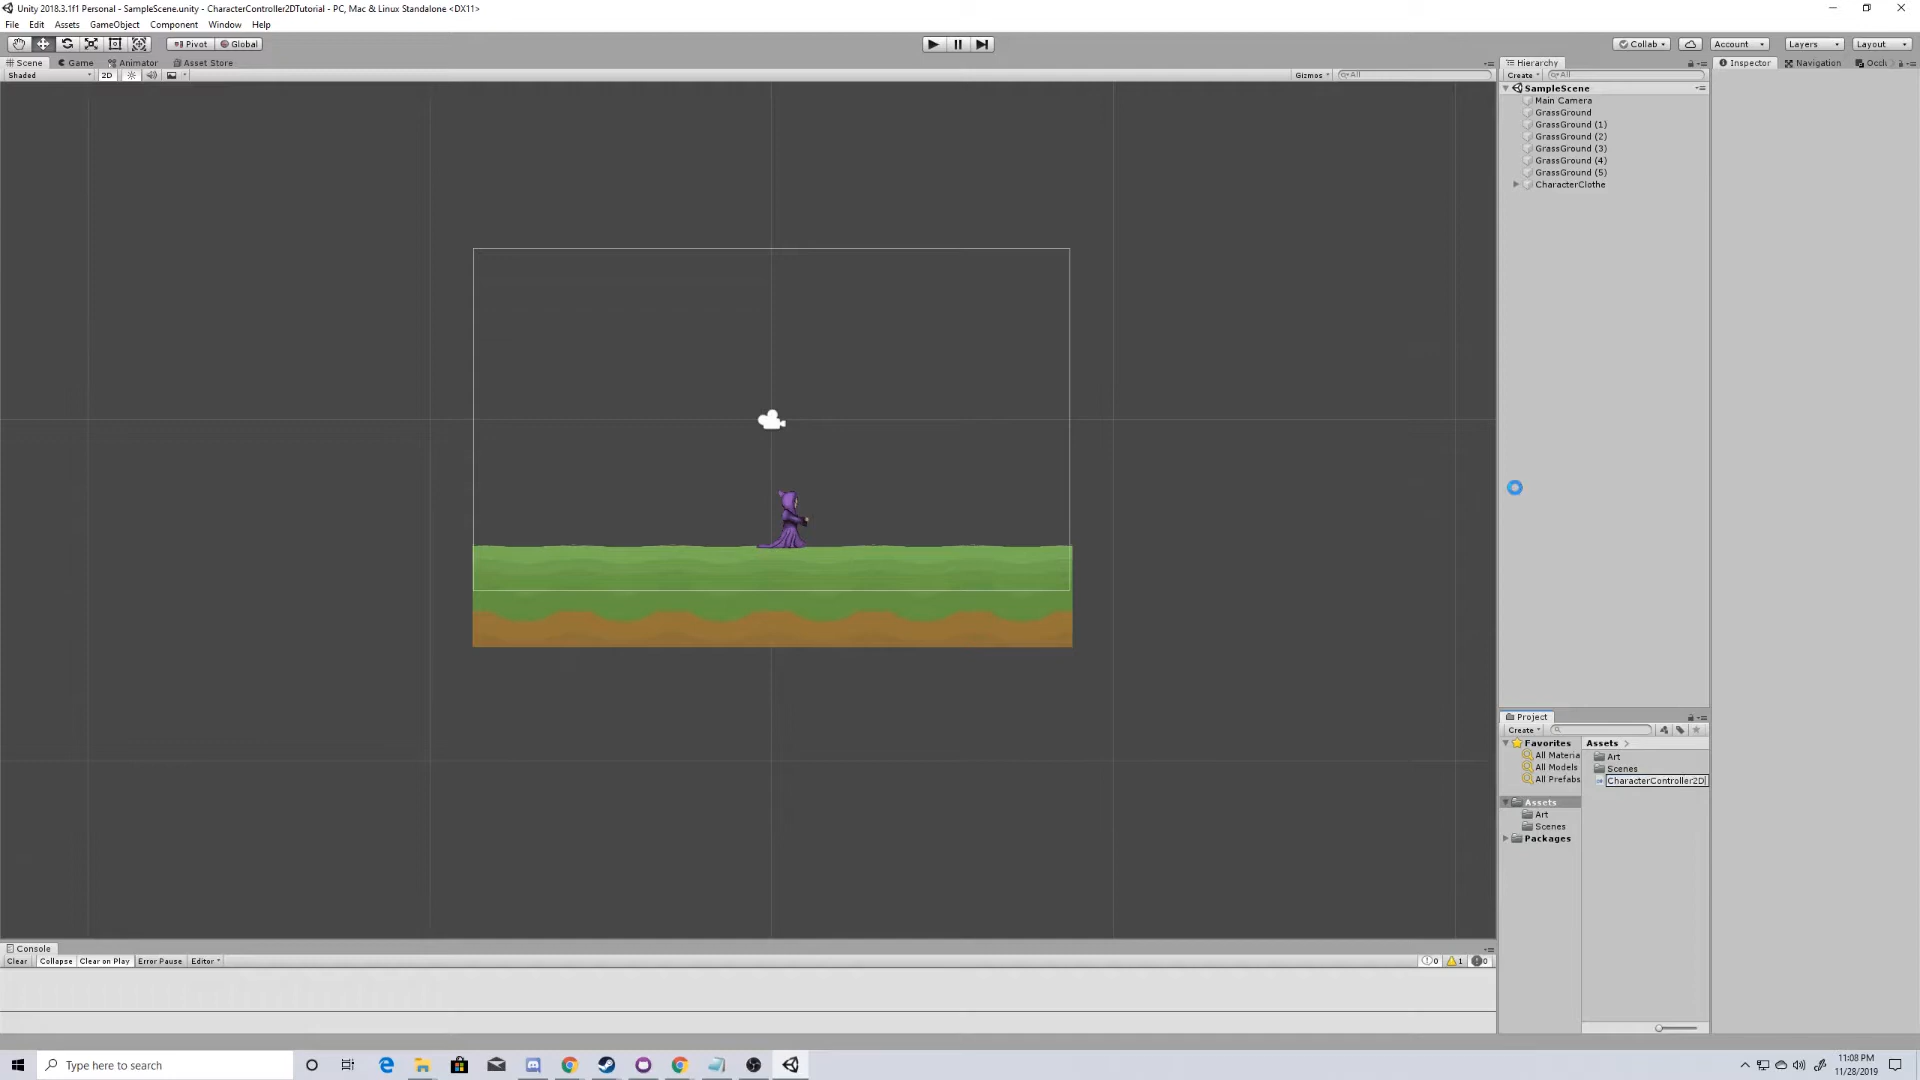 Unity 2018.3.1f1 Personal - SampleScene.unity - CharacterController2DTutorial - PC, Mac & Linux Standalone <DX11>
File Edit Assets GameObject Component Window Help
Pivot Global Collab Account Layers Layout
Scene Game Animator Asset Store
Shaded 2D Gizmos All
Hierarchy
Create All
SampleScene
Main Camera
GrassGround
GrassGround (1)
GrassGround (2)
GrassGround (3)
GrassGround (4)
GrassGround (5)
CharacterClothe
Inspector Navigation Occl
Project
Create
Favorites
All Materia
All Models
All Prefabs
Assets
Art
Scenes
Packages
Assets
Art
Scenes
CharacterController2D
Console
Clear Collapse Clear on Play Error Pause Editor 0 1 0
Type here to search
11:08 PM
11/28/2019